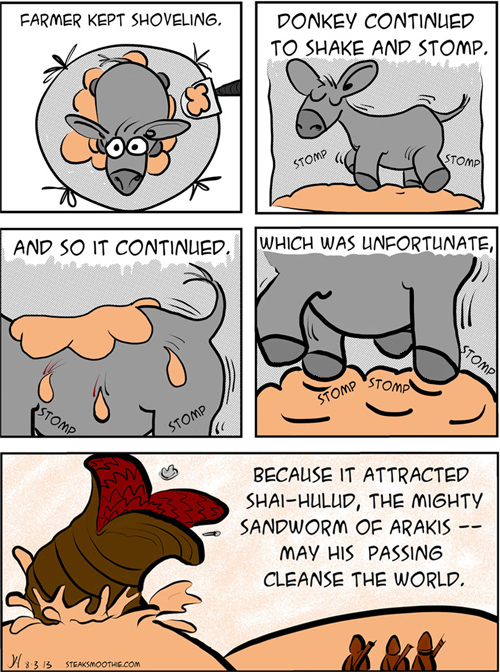 FARMER KEPT SHOVELING.
DONKEY CONTINUED
TO SHAKE AND STOMP.
STOMP
STOMP
AND SO IT CONTINUED.
STOMP
STOMP
WHICH WAS UNFORTUNATE,
STOMP
STOMP
STOMP
BECAUSE IT ATTRACTED
SHAI-HULUD, THE MIGHTY
SANDWORM OF ARAKIS --
MAY HIS PASSING
CLEANSE THE WORLD.
JH 8·3·13 STEAKSMOOTHIE.COM